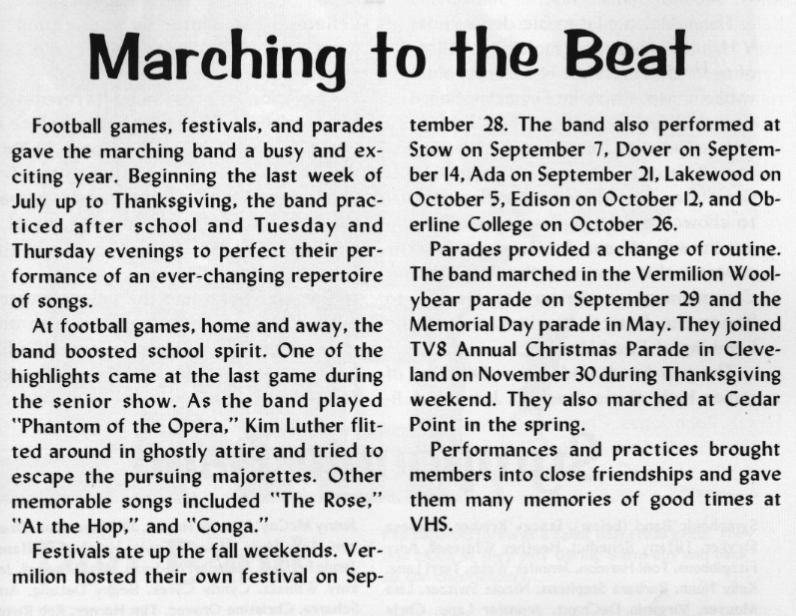 Marching to the Beat
Football games, festivals, and parades
gave the marching band a busy and ex-
citing year. Beginning the last week of
July up to Thanksgiving, the band prac-
ticed after school and Tuesday and
Thursday evenings to perfect their per-
formance of an ever-changing repertoire
of songs.
At football games, home and away, the
band boosted school spirit. One of the
highlights came at the last game during
the senior show. As the band played
"Phantom of the Opera," Kim Luther flit-
ted around in ghostly attire and tried to
escape the pursuing majorettes. Other
memorable songs included "The Rose,"
"At the Hop," and "Conga."
Festivals ate up the fall weekends. Ver-
milion hosted their own festival on Sep-
tember 28. The band also performed at
Stow on September 7, Dover on Septem-
ber 14, Ada on September 21, Lakewood on
October 5, Edison on October 12, and Ob-
erline College on October 26.
Parades provided a change of routine.
The band marched in the Vermilion Wool-
ybear parade on September 29 and the
Memorial Day parade in May. They joined
TV8 Annual Christmas Parade in Cleve-
land on November 30 during Thanksgiving
weekend. They also marched at Cedar
Point in the spring.
Performances and practices brought
members into close friendships and gave
them many memories of good times at
VHS.